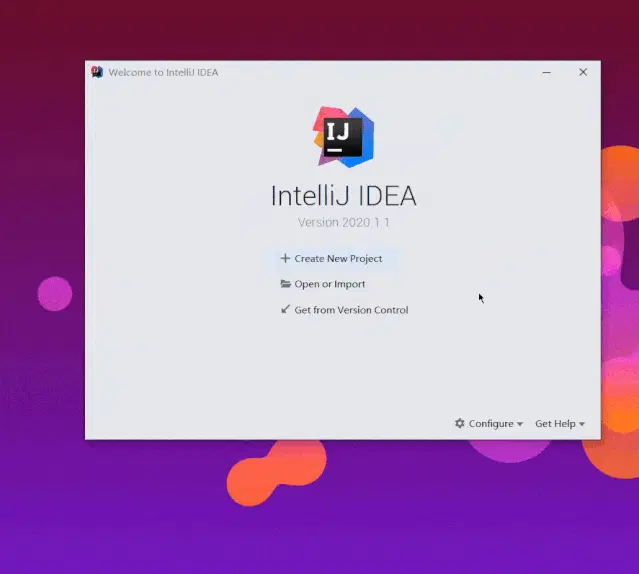 Welcome to IntelliJ IDEA
IJ
IntelliJ IDEA
Version 2020.1.1
Create New Project
Open or Import
Get from Version Control
Configure
Get Help